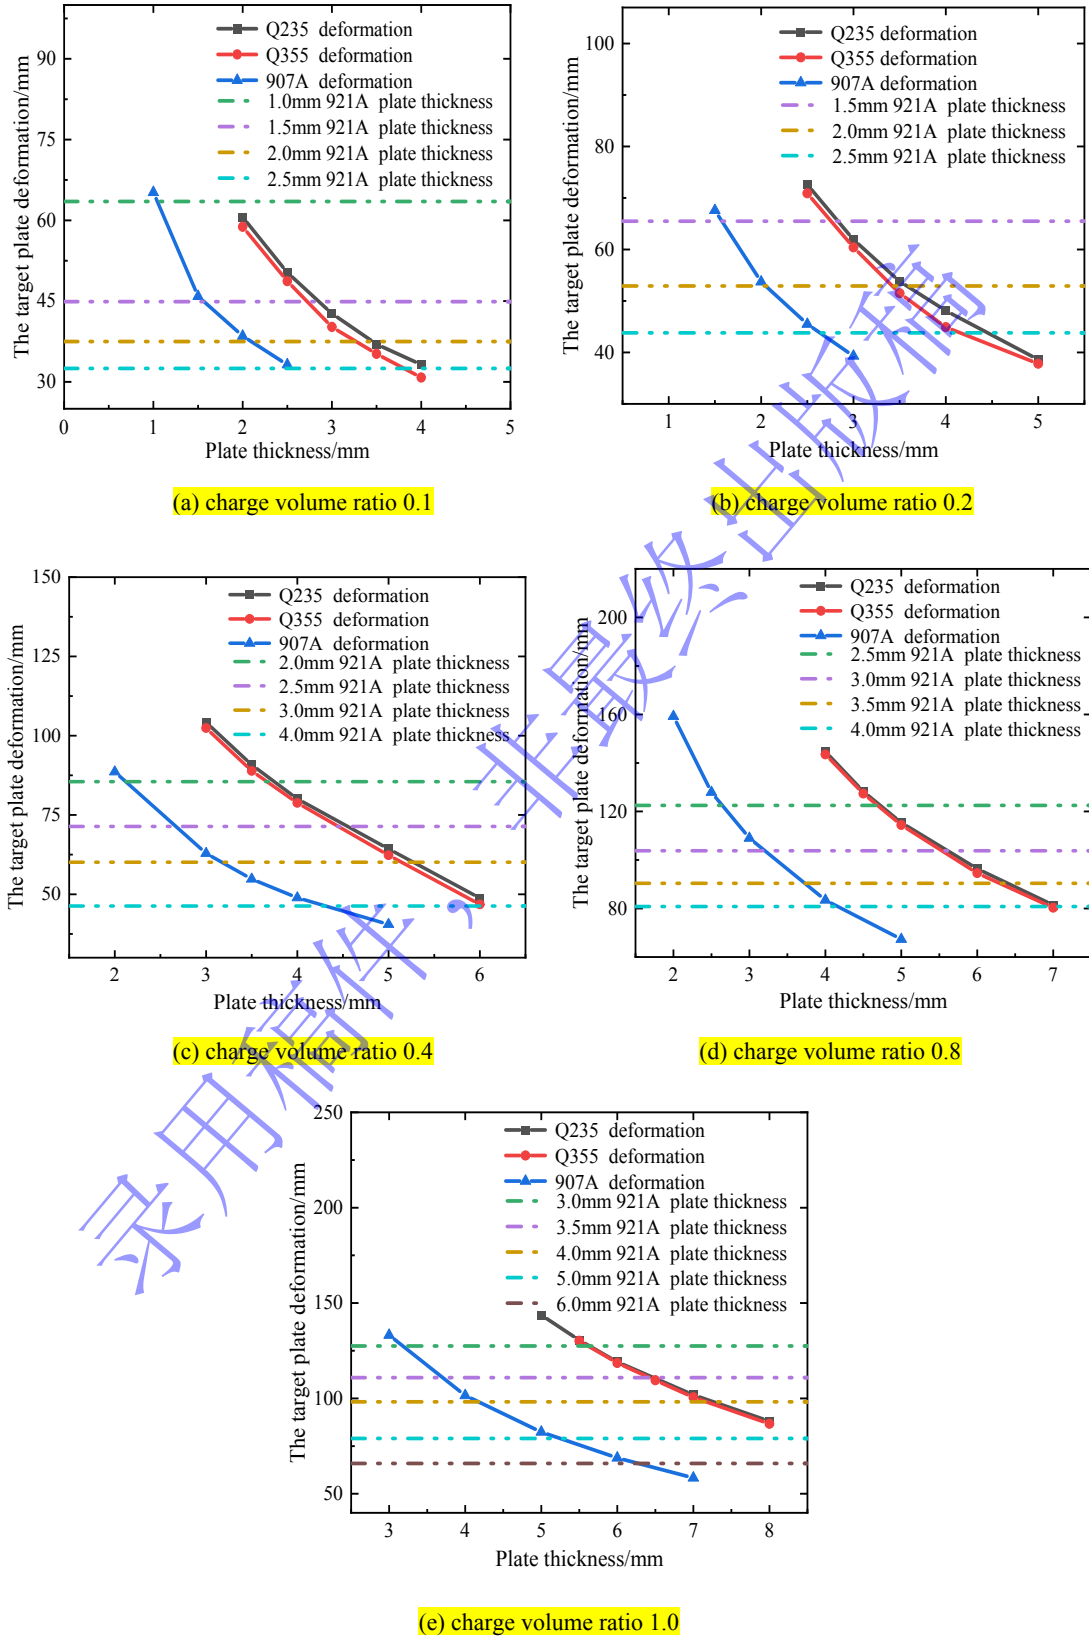 Q235 deformation
Q355 deformation
907A deformation
1.0mm 921A plate thickness
1.5mm 921A plate thickness
2.0mm 921A plate thickness
2.5mm 921A plate thickness
The target plate deformation/mm
90
75
60
45
30
0 1 2 3 4 5
Plate thickness/mm
(a) charge volume ratio 0.1
Q235 deformation
Q355 deformation
907A deformation
1.5mm 921A plate thickness
2.0mm 921A plate thickness
2.5mm 921A plate thickness
The target plate deformation/mm
100
80
60
40
1 2 3 4 5
Plate thickness/mm
(b) charge volume ratio 0.2
Q235 deformation
Q355 deformation
907A deformation
2.0mm 921A plate thickness
2.5mm 921A plate thickness
3.0mm 921A plate thickness
4.0mm 921A plate thickness
The target plate deformation/mm
150
125
100
75
50
2 3 4 5 6
Plate thickness/mm
(c) charge volume ratio 0.4
Q235 deformation
Q355 deformation
907A deformation
2.5mm 921A plate thickness
3.0mm 921A plate thickness
3.5mm 921A plate thickness
4.0mm 921A plate thickness
The target plate deformation/mm
200
160
120
80
2 3 4 5 6 7
Plate thickness/mm
(d) charge volume ratio 0.8
Q235 deformation
Q355 deformation
907A deformation
3.0mm 921A plate thickness
3.5mm 921A plate thickness
4.0mm 921A plate thickness
5.0mm 921A plate thickness
6.0mm 921A plate thickness
The target plate deformation/mm
250
200
150
100
50
3 4 5 6 7 8
Plate thickness/mm
(e) charge volume ratio 1.0
录用稿件，非最终出版稿